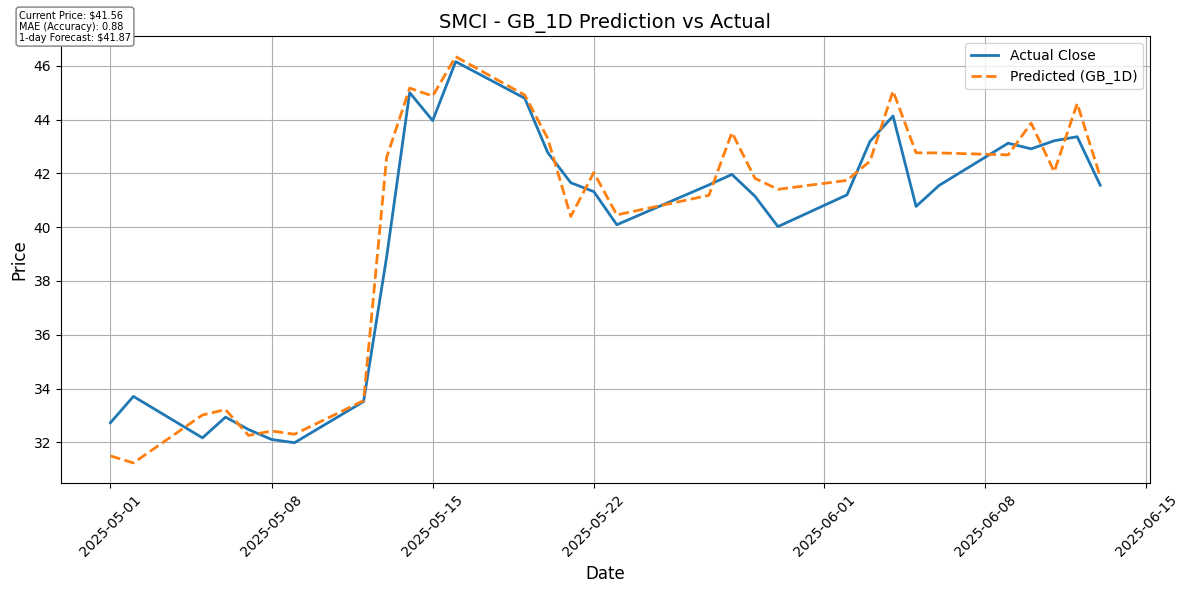 SMCI - GB_1D Prediction vs Actual
Current Price: $41.56
MAE (Accuracy): 0.88
1-day Forecast: $41.87
Actual Close
Predicted (GB_1D)
Price
46
44
42
40
38
36
34
32
2025-05-01
2025-05-08
2025-05-15
2025-05-22
2025-06-01
2025-06-08
2025-06-15
Date